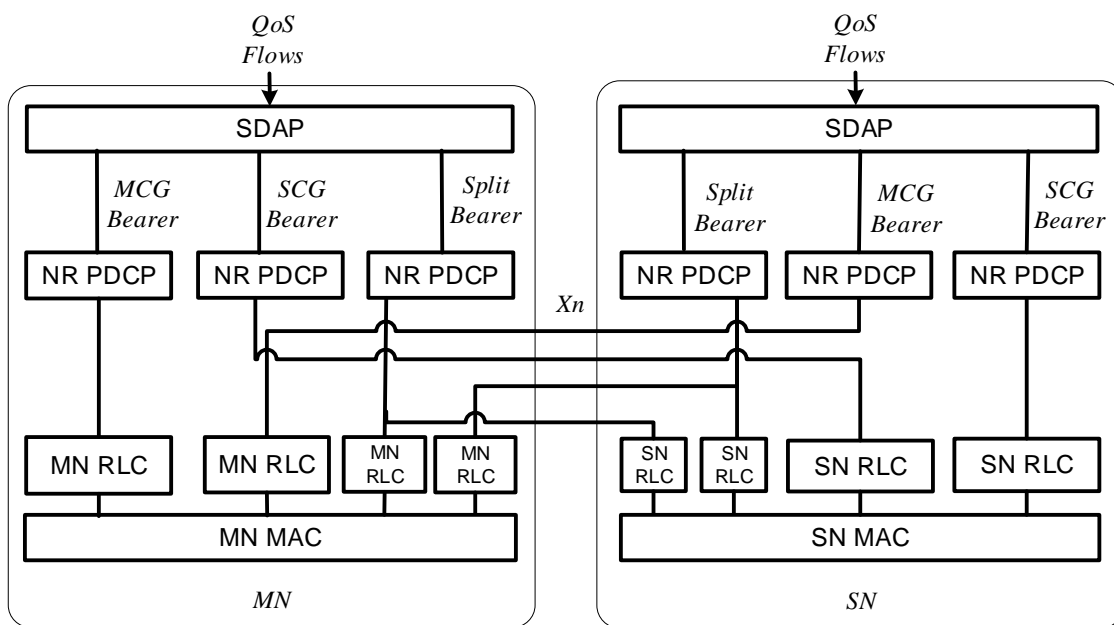 QoS
Flows
QoS
Flows
SDAP
SDAP
MCG
Bearer
SCG
Bearer
Split
Bearer
Split
Bearer
MCG
Bearer
SCG
Bearer
NR PDCP
NR PDCP
NR PDCP
NR PDCP
NR PDCP
NR PDCP
Xn
MN RLC
MN RLC
MN
RLC
MN
RLC
SN
RLC
SN
RLC
SN RLC
SN RLC
MN MAC
SN MAC
MN
SN